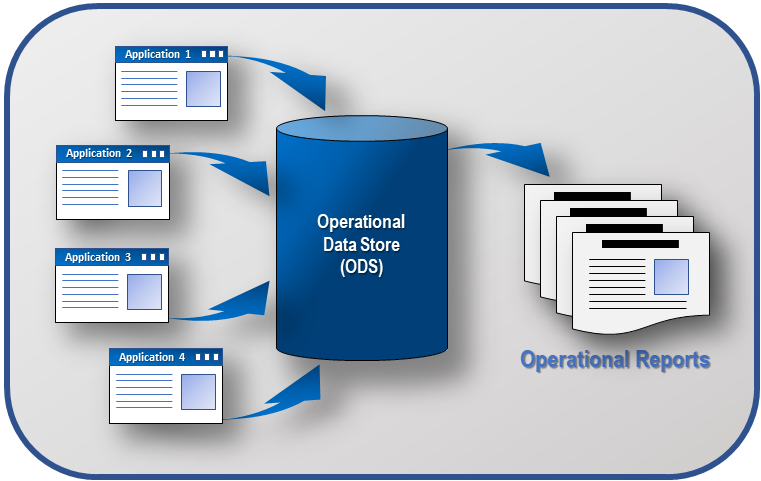 Application 1
Application 2
Application 3
Application 4
Operational
Data Store
(ODS)
Operational Reports